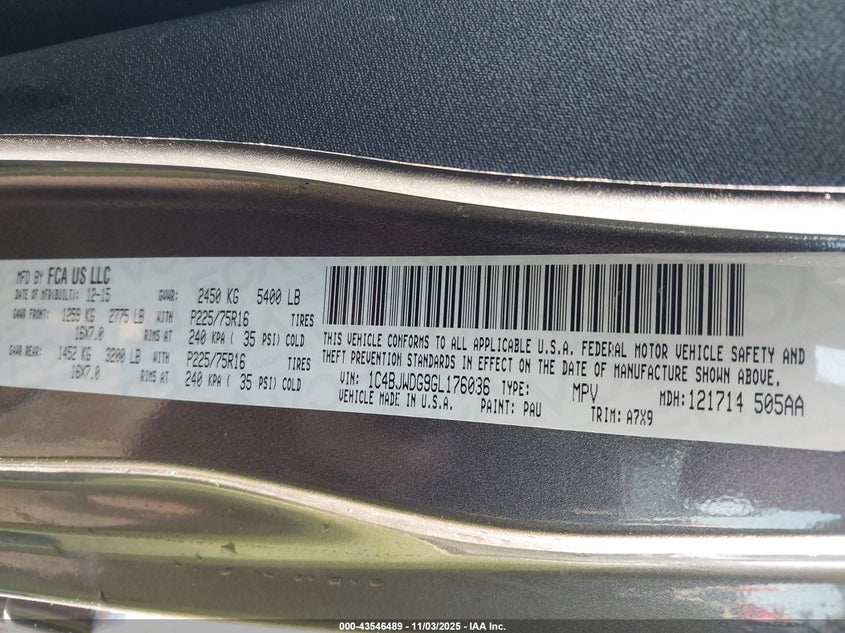 MFD BY FCA US LLC
DATE OF MFR(BUILT): 12-15 GVWR: 2450 KG 5400 LB
GAWR FRONT: 1259 KG 2775 LB WITH P225/75R16 TIRES
16X7.0 RIMS AT 240 KPA ( 35 PSI) COLD
GAWR REAR: 1452 KG 3200 LB WITH P225/75R16 TIRES
16X7.0 RIMS AT 240 KPA ( 35 PSI) COLD
THIS VEHICLE CONFORMS TO ALL APPLICABLE U.S.A. FEDERAL MOTOR VEHICLE SAFETY AND
THEFT PREVENTION STANDARDS IN EFFECT ON THE DATE OF MANUFACTURE SHOWN ABOVE.
VIN: 1C4BJWDG9GL176036 TYPE: MPV MDH: 121714 505AA
VEHICLE MADE IN U.S.A. PAINT: PAU TRIM: A7X9
000-43546489 - 11/03/2025 - IAA Inc.